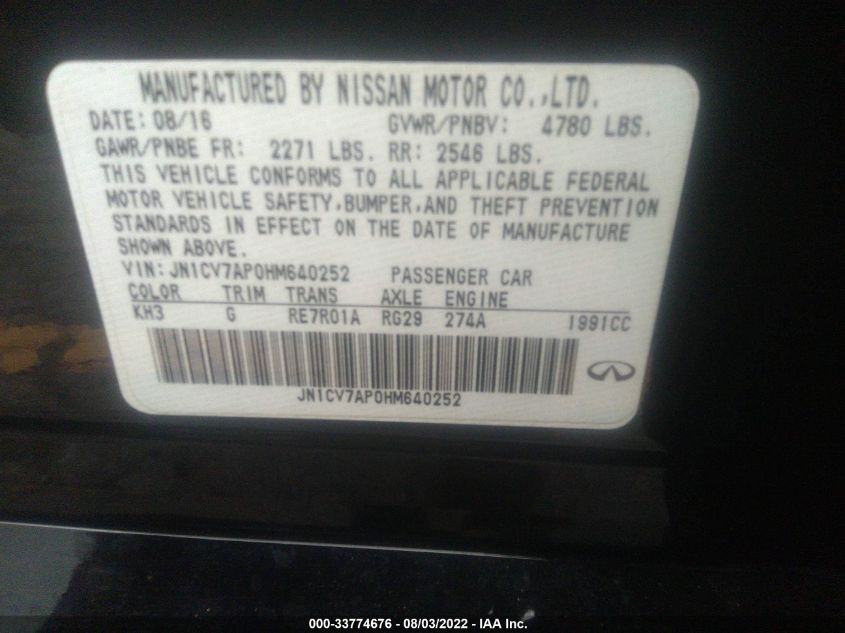 MANUFACTURED BY NISSAN MOTOR CO.,LTD.
DATE: 08/16 GVWR/PNBV: 4780 LBS.
GAWR/PNBE FR: 2271 LBS. RR: 2546 LBS.
THIS VEHICLE CONFORMS TO ALL APPLICABLE FEDERAL
MOTOR VEHICLE SAFETY,BUMPER,AND THEFT PREVENTION
STANDARDS IN EFFECT ON THE DATE OF MANUFACTURE
SHOWN ABOVE.
VIN: JN1CV7AP0HM640252 PASSENGER CAR
COLOR TRIM TRANS AXLE ENGINE
KH3 G RE7R01A RG29 274A 1991CC
JN1CV7AP0HM640252
000-33774676 - 08/03/2022 - IAA Inc.